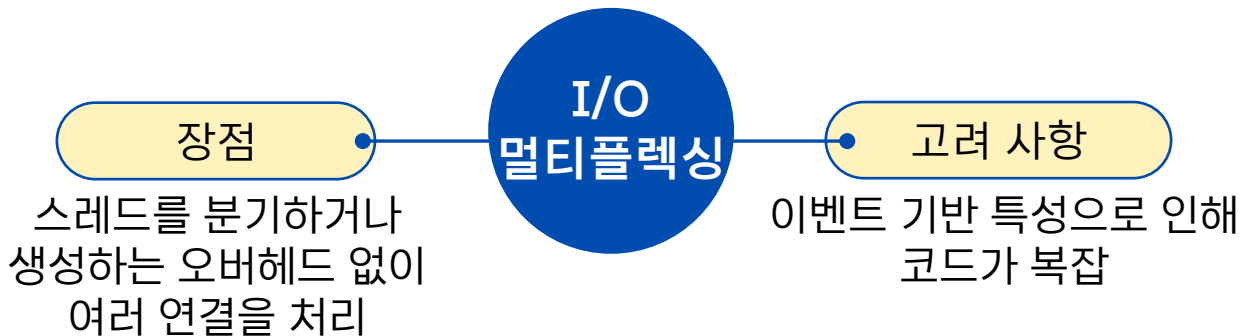 I/O
멀티플렉싱
장점
스레드를 분기하거나
생성하는 오버헤드 없이
여러 연결을 처리
고려 사항
이벤트 기반 특성으로 인해
코드가 복잡